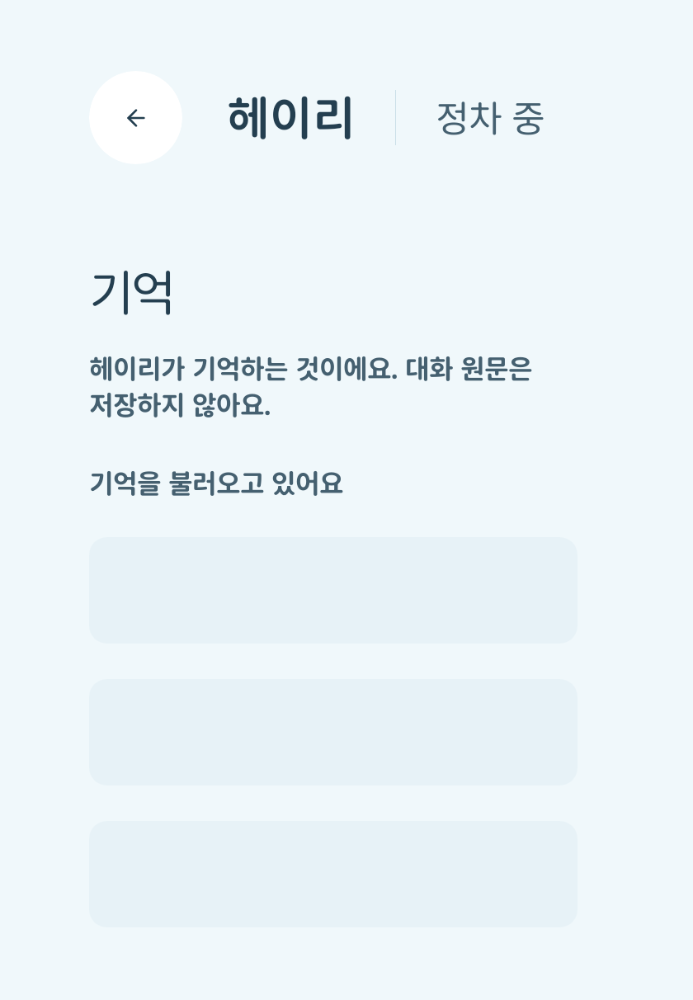 헤이리
정차 중
기억
헤이리가 기억하는 것이에요. 대화 원문은
저장하지 않아요.
기억을 불러오고 있어요